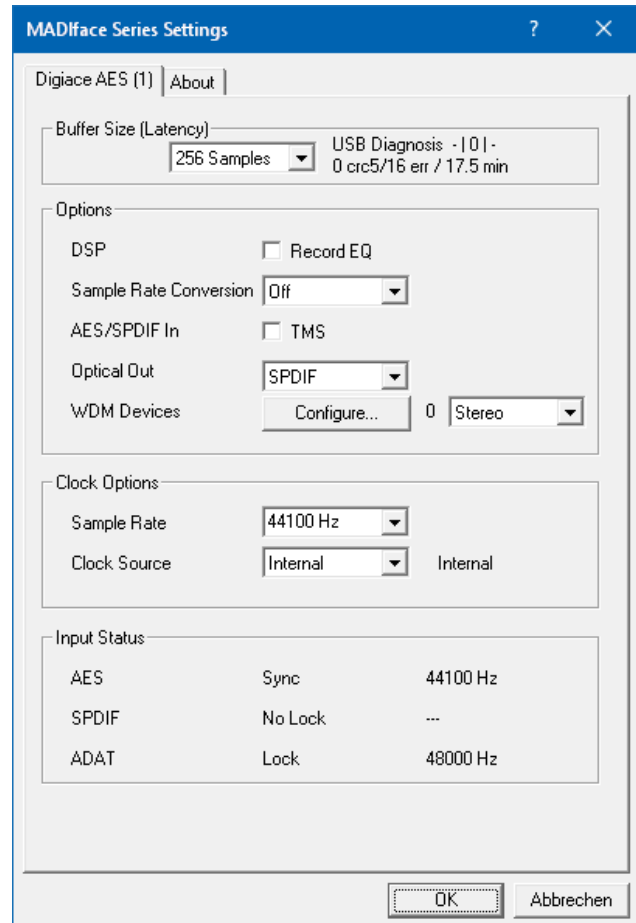 MADIface Series Settings ? ×
Digiace AES (1) About
Buffer Size (Latency)
256 Samples
USB Diagnosis - | 0 | -
0 crc5/16 err / 17.5 min
Options
DSP Record EQ
Sample Rate Conversion Off
AES/SPDIF In TMS
Optical Out SPDIF
WDM Devices Configure... 0 Stereo
Clock Options
Sample Rate 44100 Hz
Clock Source Internal Internal
Input Status
AES Sync 44100 Hz
SPDIF No Lock ---
ADAT Lock 48000 Hz
OK Abbrechen